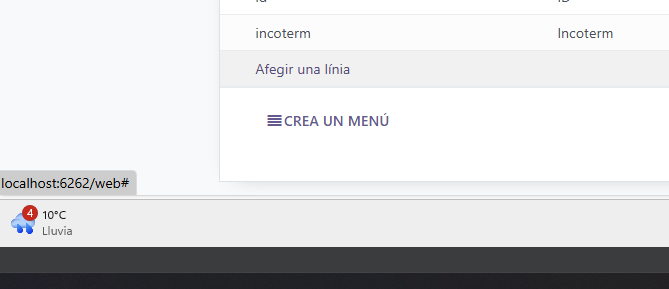 incoterm Incoterm
Afegir una línia
CREA UN MENÚ
localhost:6262/web#
4
10°C
Lluvia